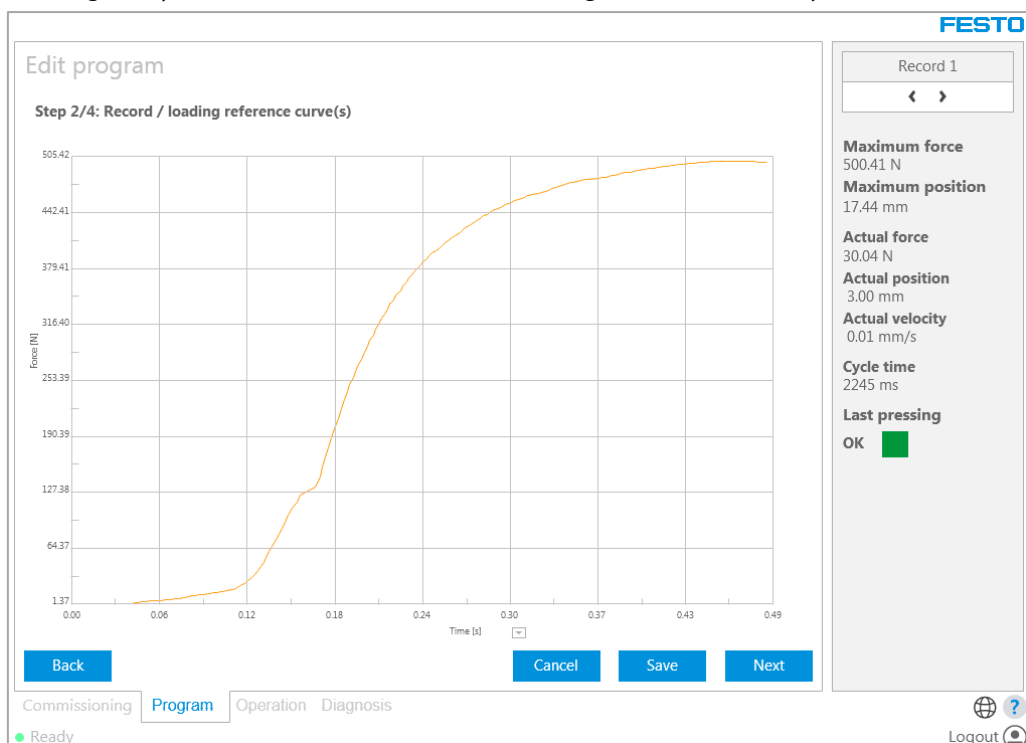 FESTO
Edit program
Step 2/4: Record / loading reference curve(s)
505.42
442.41
379.41
316.40
253.39
190.39
127.38
64.37
1.37
Force [N]
0.00 0.06 0.12 0.18 0.24 0.30 0.37 0.43 0.49
Time [s]
Back Cancel Save Next
Record 1
Maximum force
500.41 N
Maximum position
17.44 mm
Actual force
30.04 N
Actual position
3.00 mm
Actual velocity
0.01 mm/s
Cycle time
2245 ms
Last pressing
OK
Commissioning Program Operation Diagnosis
?
Ready
Logout